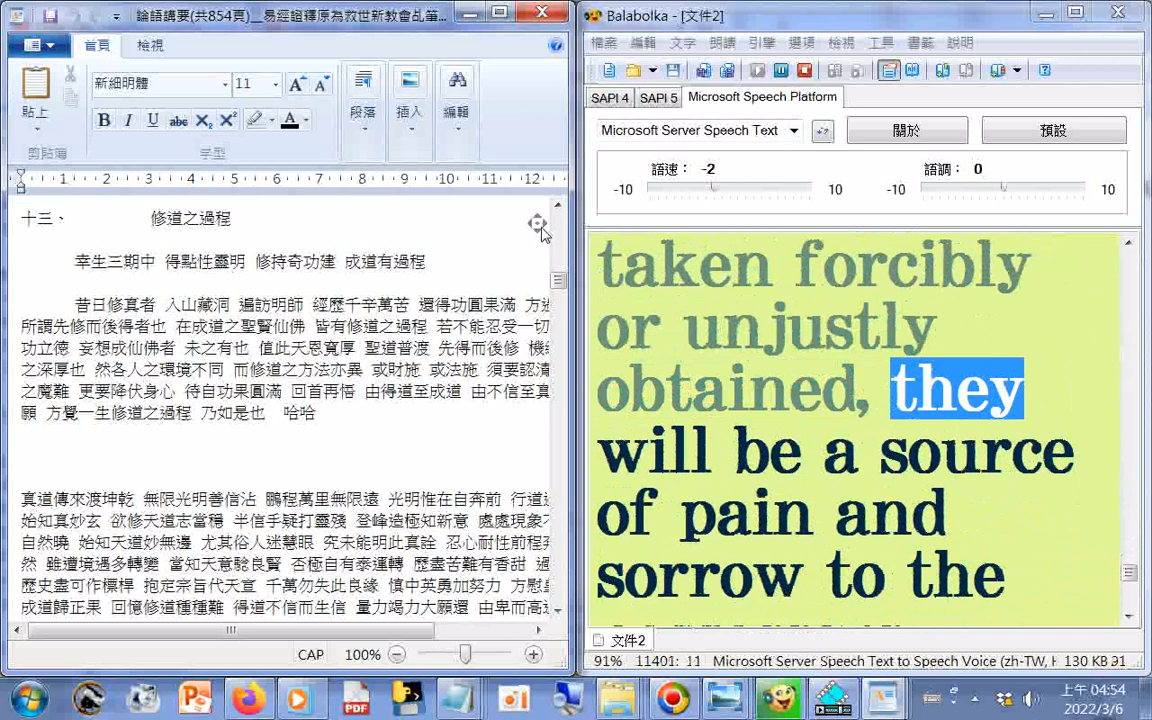 論語講要(共854頁)__易經證釋原為救世新教會乩筆...
首頁 檢視
新細明體 11
貼上
段落 插入 編輯
剪貼簿 字型
1 2 3 4 5 6 7 8 9 10 11 12
十三、 修道之過程
幸生三期中 得點性靈明 修持奇功建 成道有過程
昔日修真者 入山藏洞 遍訪明師 經歷千辛萬苦 還得功圓果滿 方
所謂先修而後得者也 在成道之聖賢仙佛 皆有修道之過程 若不能忍受一切
功立德 妄想成仙佛者 未之有也 值此天恩寬厚 聖道普渡 先得而後修 機
之深厚也 然各人之環境不同 而修道之方法亦異 或財施 或法施 須要認清
之魔難 更要降伏身心 待自功果圓滿 回首再悟 由得道至成道 由不信至真
願 方覺一生修道之過程 乃如是也 哈哈
真道傳來渡坤乾 無限光明善信沾 鵬程萬里無限遠 光明惟在自奔前 行道
始知真妙玄 欲修天道志當穩 半信乎疑打靈殘 登峰造極知新意 處處現象
自然曉 始知天道妙無邊 尤其俗人迷慧眼 究未能明此真詮 忍心耐性前程
然 雖遭境遇多轉變 當知天意驗良賢 否極自有泰運轉 歷盡苦難有香甜 過
歷史盡可作標桿 抱定宗旨代天宣 千萬勿失此良緣 慎中英勇加努力 方慰
成道歸正果 回憶修道種種難 得道不信而生信 量力竭力大願還 由卑而高
CAP 100%
Balabolka - [文件2]
檔案 編輯 文字 朗讀 引擎 選項 檢視 工具 書籤 說明
SAPI 4 SAPI 5 Microsoft Speech Platform
Microsoft Server Speech Text 關於 預設
語速： -2 語調： 0
-10 10 -10 10
taken forcibly
or unjustly
obtained, they
will be a source
of pain and
sorrow to the
文件2
91% 11401: 11 Microsoft Server Speech Text to Speech Voice (zh-TW, H 130 KB 91
上午 04:54
2022/3/6